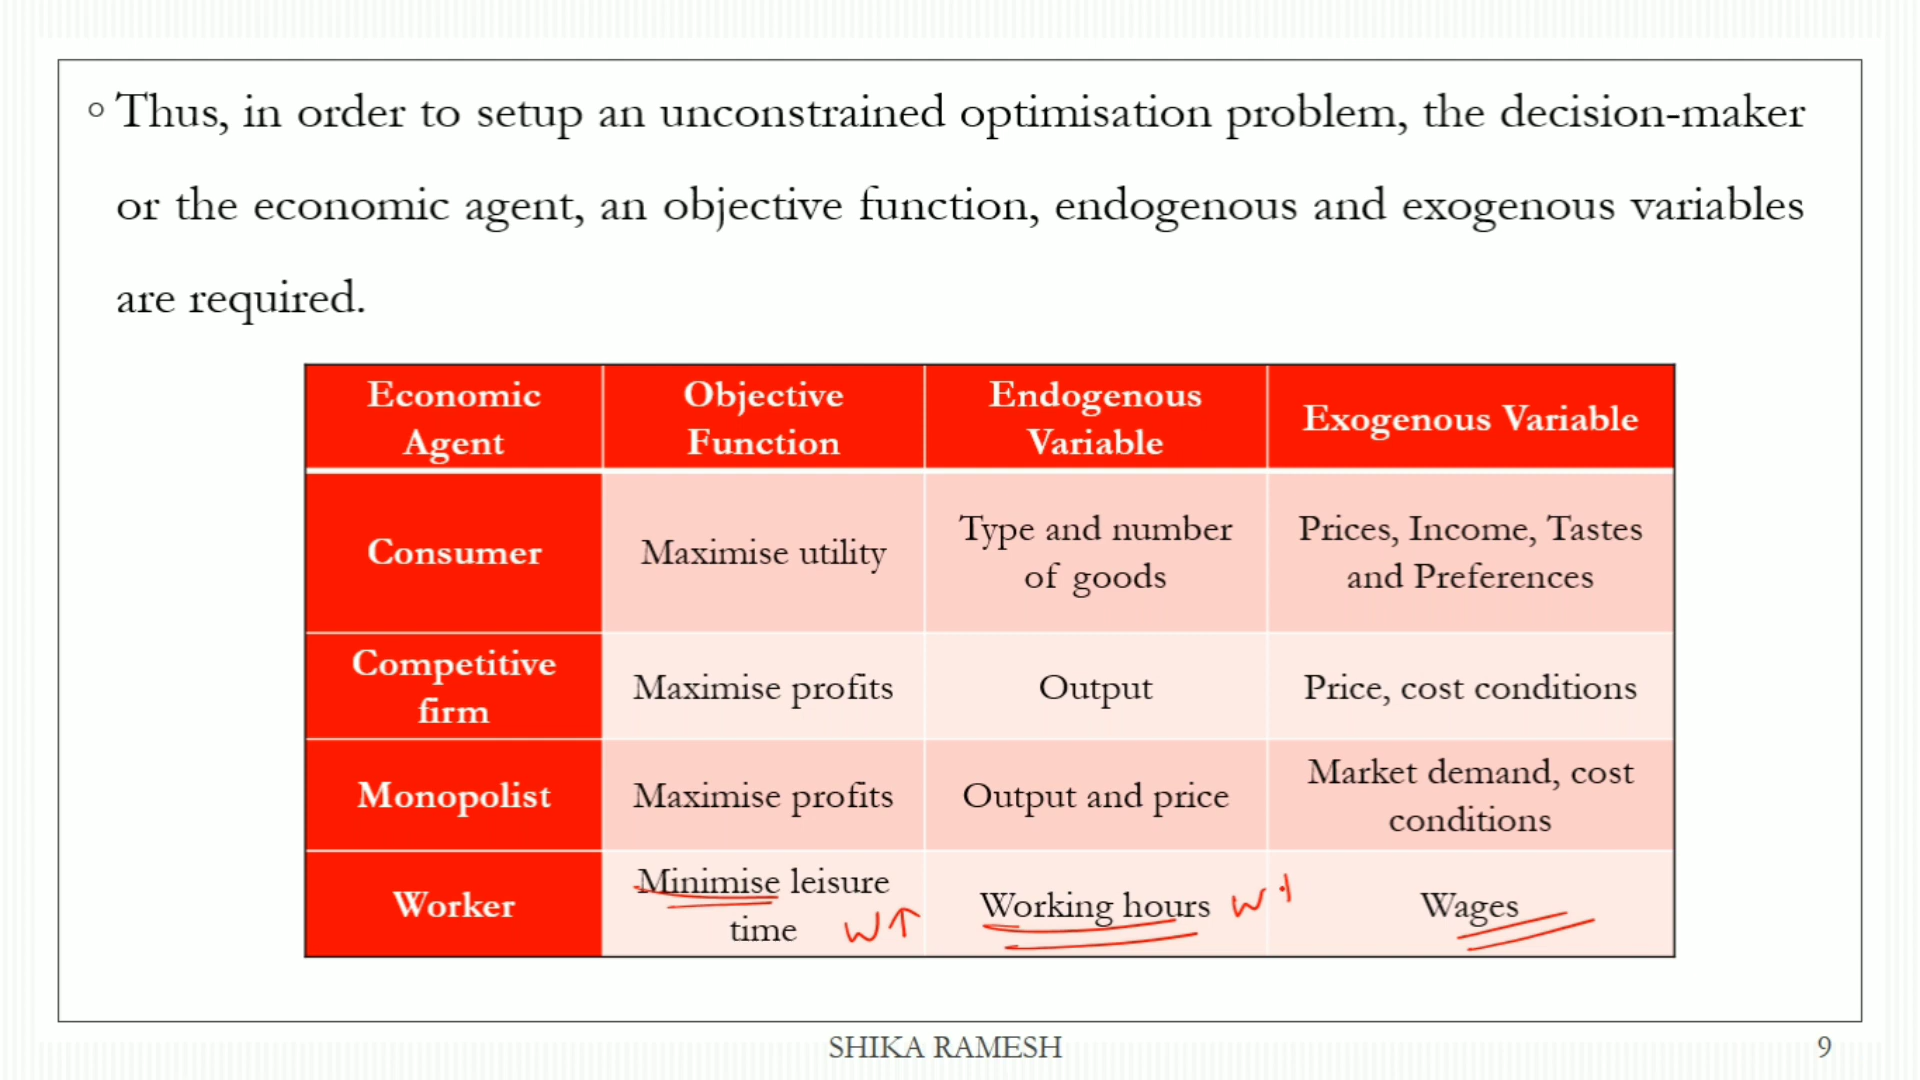 Thus, in order to setup an unconstrained optimisation problem, the decision-maker
or the economic agent, an objective function, endogenous and exogenous variables
are required.
Economic Agent
Objective Function
Endogenous Variable
Exogenous Variable
Consumer
Maximise utility
Type and number of goods
Prices, Income, Tastes and Preferences
Competitive firm
Maximise profits
Output
Price, cost conditions
Monopolist
Maximise profits
Output and price
Market demand, cost conditions
Worker
Minimise leisure time
W↑
Working hours
W
Wages
SHIKA RAMESH
9